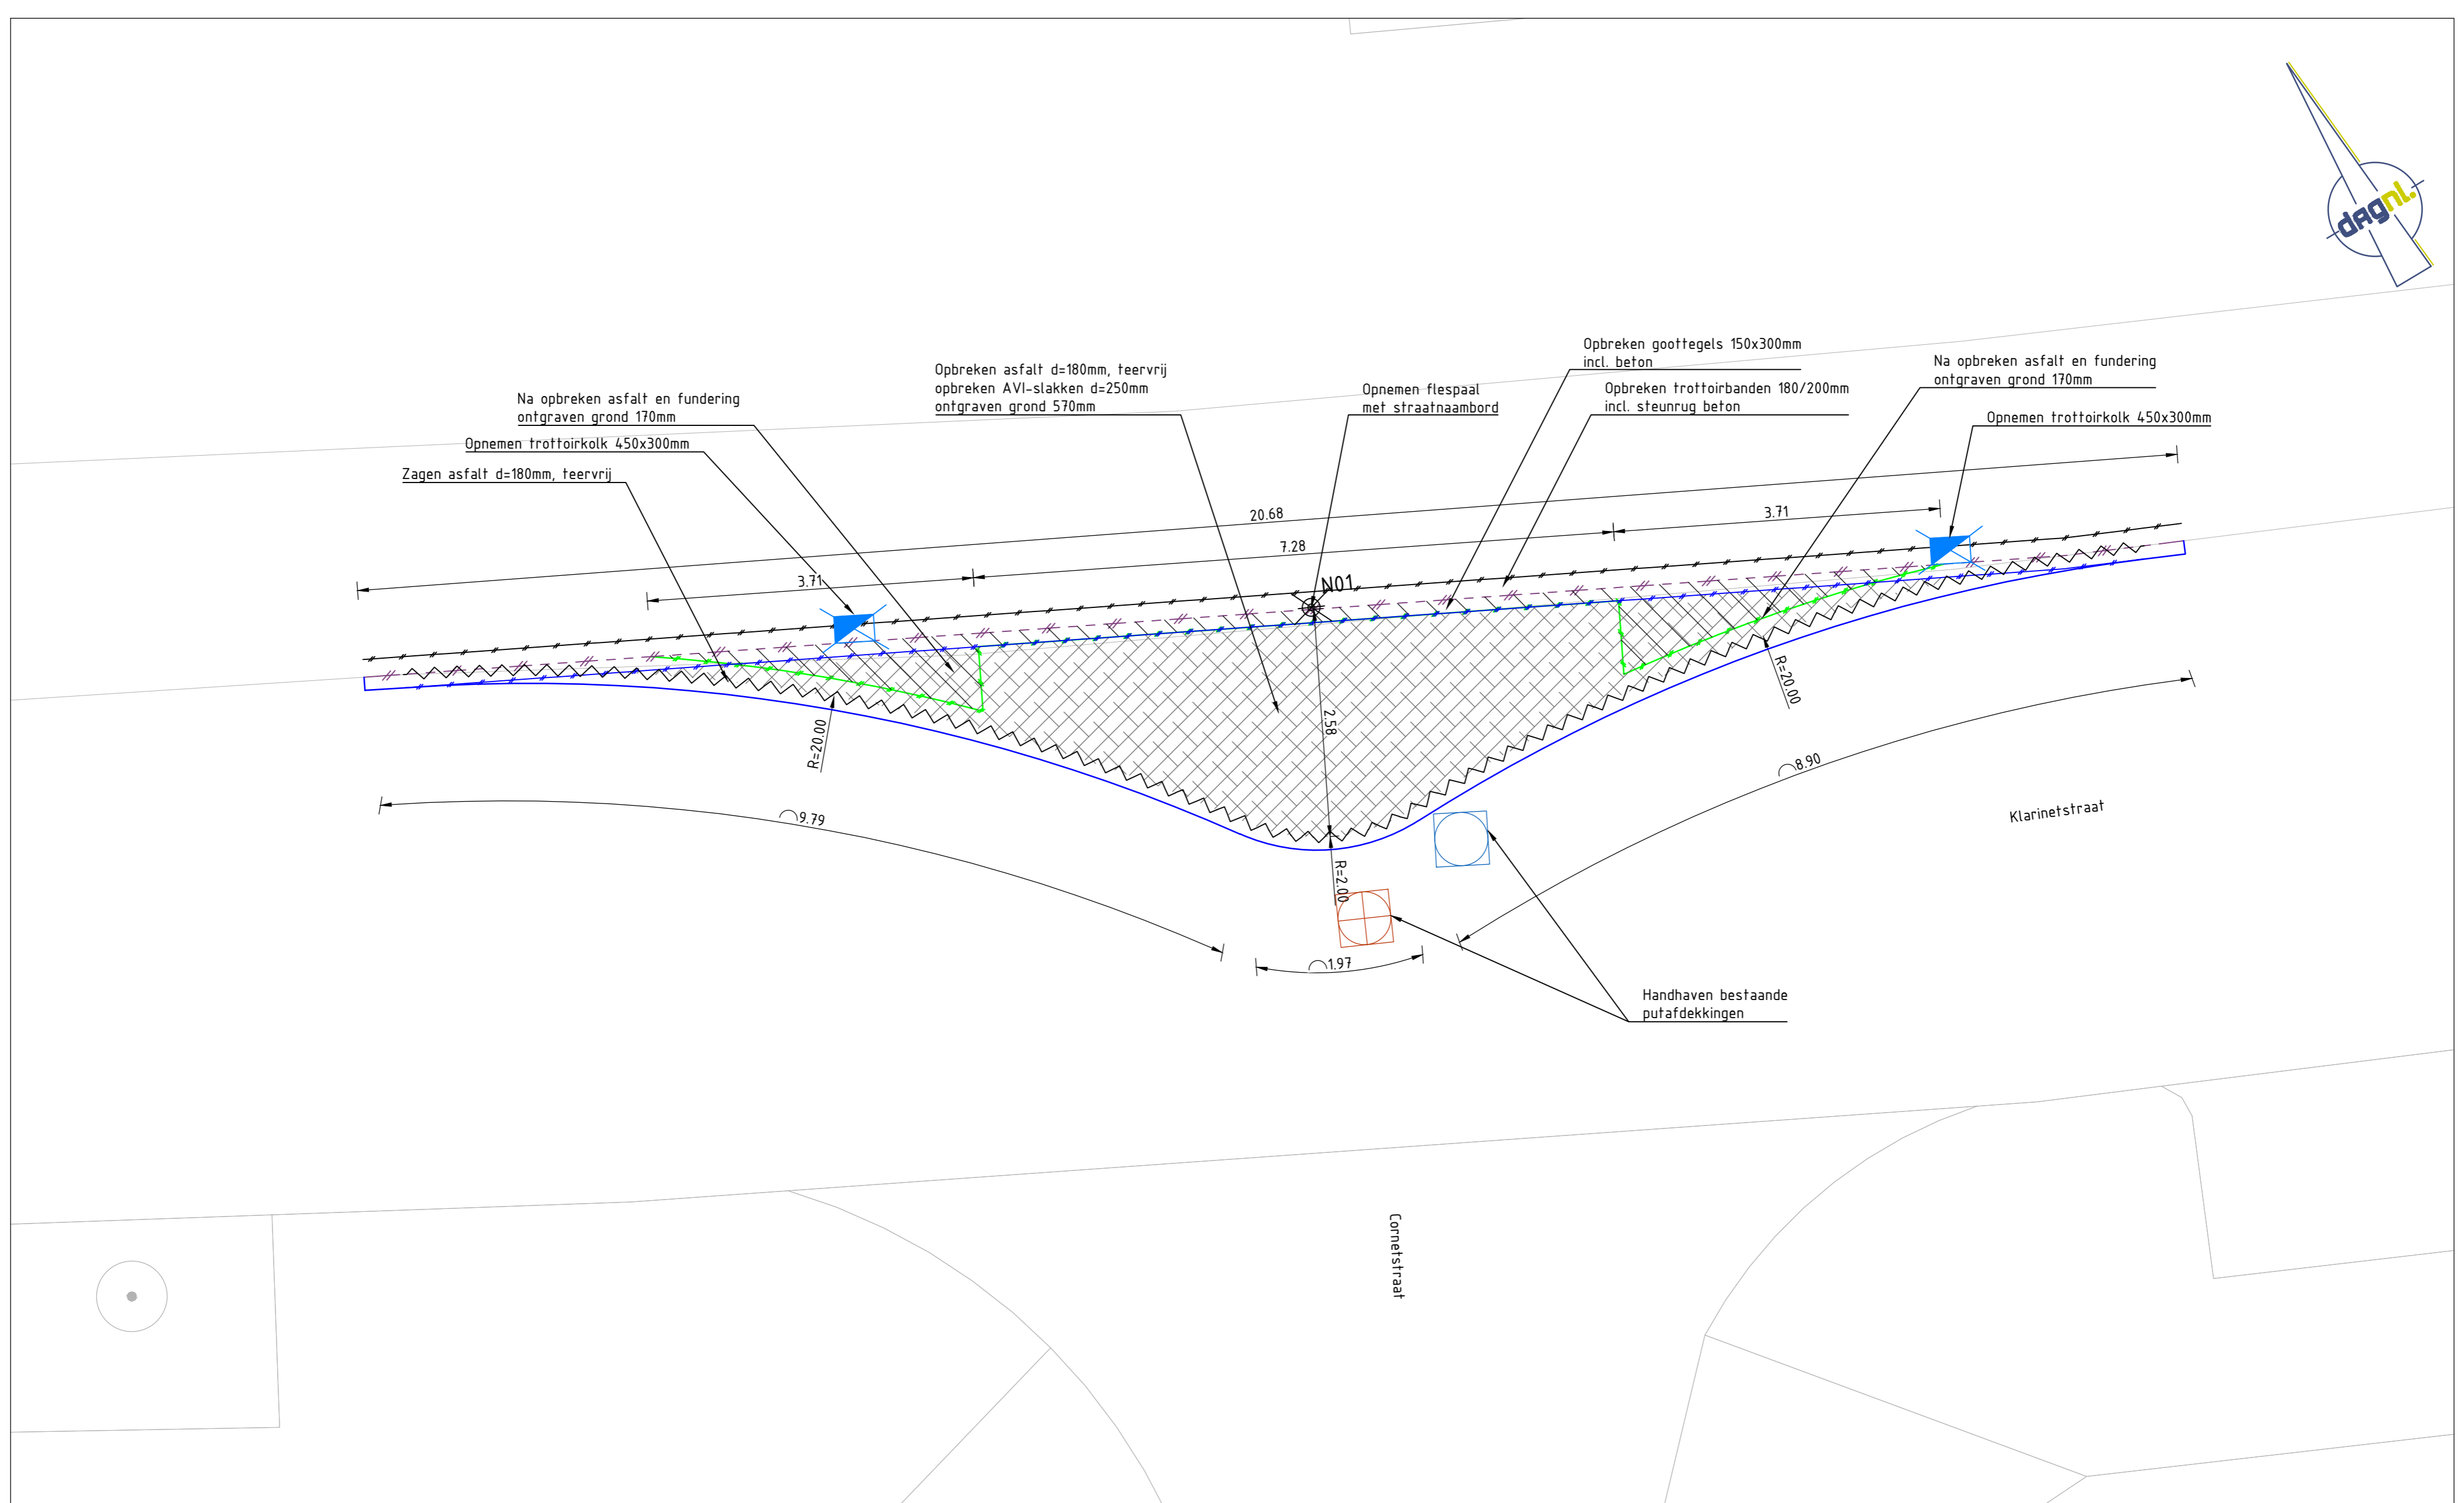 dagnl.
Opbreken goottegels 150x300mm
incl. beton
Na opbreken asfalt en fundering
ontgraven grond 170mm
Opbreken asfalt d=180mm, teervrij
opbreken AVI-slakken d=250mm
ontgraven grond 570mm
Opnemen flespaal
met straatnaambord
Opbreken trottoirbanden 180/200mm
incl. steunrug beton
Na opbreken asfalt en fundering
ontgraven grond 170mm
Opnemen trottoirkolk 450x300mm
Opnemen trottoirkolk 450x300mm
Zagen asfalt d=180mm, teervrij
20.68
3.71
7.28
3.71
N01
2.58
R=20.00
R=20.00
8.90
9.79
Klarinetstraat
R=2.00
1.97
Handhaven bestaande
putafdekkingen
Cornetstraat